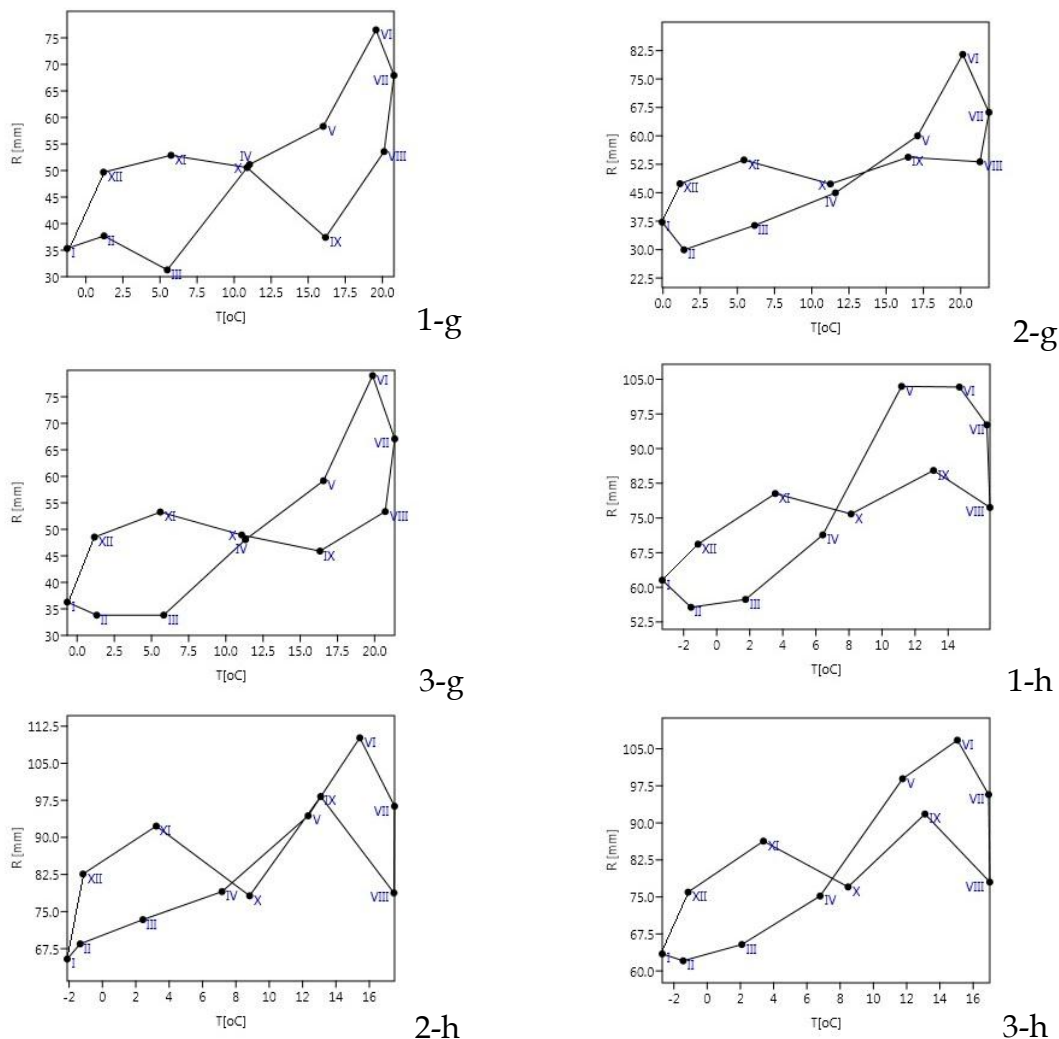 75
70
65
60
55
50
45
40
35
30
R [mm]
VI
VII
V
IV
XI
X
VIII
XII
IX
II
I
III
0.0 2.5 5.0 7.5 10.0 12.5 15.0 17.5 20.0
T[oC]
1-g
82.5
75.0
67.5
60.0
52.5
45.0
37.5
30.0
22.5
R [mm]
VI
VII
V
XI
IX
VIII
XII
X
IV
I
III
II
0.0 2.5 5.0 7.5 10.0 12.5 15.0 17.5 20.0
T[oC]
2-g
75
70
65
60
55
50
45
40
35
30
R [mm]
VI
VII
V
XI
VIII
X
XII
IV
IX
I
II
III
0.0 2.5 5.0 7.5 10.0 12.5 15.0 17.5 20.0
T[oC]
3-g
105.0
97.5
90.0
82.5
75.0
67.5
60.0
52.5
R [mm]
V
VI
VII
IX
XI
VIII
X
IV
XII
I
III
II
-2 0 2 4 6 8 10 12 14
T[oC]
1-h
112.5
105.0
97.5
90.0
82.5
75.0
67.5
R [mm]
VI
IX
VII
V
XI
XII
VIII
IV
X
III
II
I
-2 0 2 4 6 8 10 12 14 16
T[oC]
2-h
105.0
97.5
90.0
82.5
75.0
67.5
60.0
R [mm]
VI
V
VII
IX
XI
VIII
X
XII
IV
III
I
II
-2 0 2 4 6 8 10 12 14 16
T[oC]
3-h